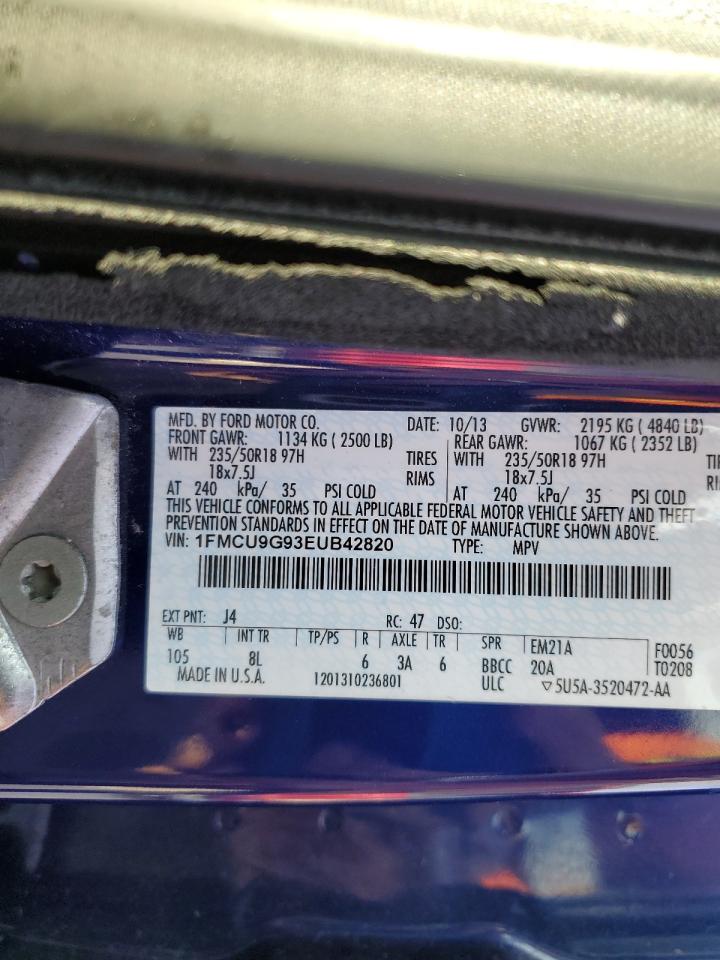 MFD. BY FORD MOTOR CO. DATE: 10/13 GVWR: 2195 KG ( 4840 LB)
FRONT GAWR: 1134 KG ( 2500 LB) REAR GAWR: 1067 KG ( 2352 LB)
WITH 235/50R18 97H TIRES WITH 235/50R18 97H
18x7.5J RIMS 18x7.5J
AT 240 kPa/ 35 PSI COLD AT 240 kPa/ 35 PSI COLD
THIS VEHICLE CONFORMS TO ALL APPLICABLE FEDERAL MOTOR VEHICLE SAFETY AND THEFT
PREVENTION STANDARDS IN EFFECT ON THE DATE OF MANUFACTURE SHOWN ABOVE.
VIN: 1FMCU9G93EUB42820 TYPE: MPV
EXT PNT: J4 RC: 47 DSO:
WB INT TR TP/PS R AXLE TR SPR EM21A F0056
105 8L 6 3A 6 BBCC 20A T0208
MADE IN U.S.A. 1201310236801 ULC ▽5U5A-3520472-AA